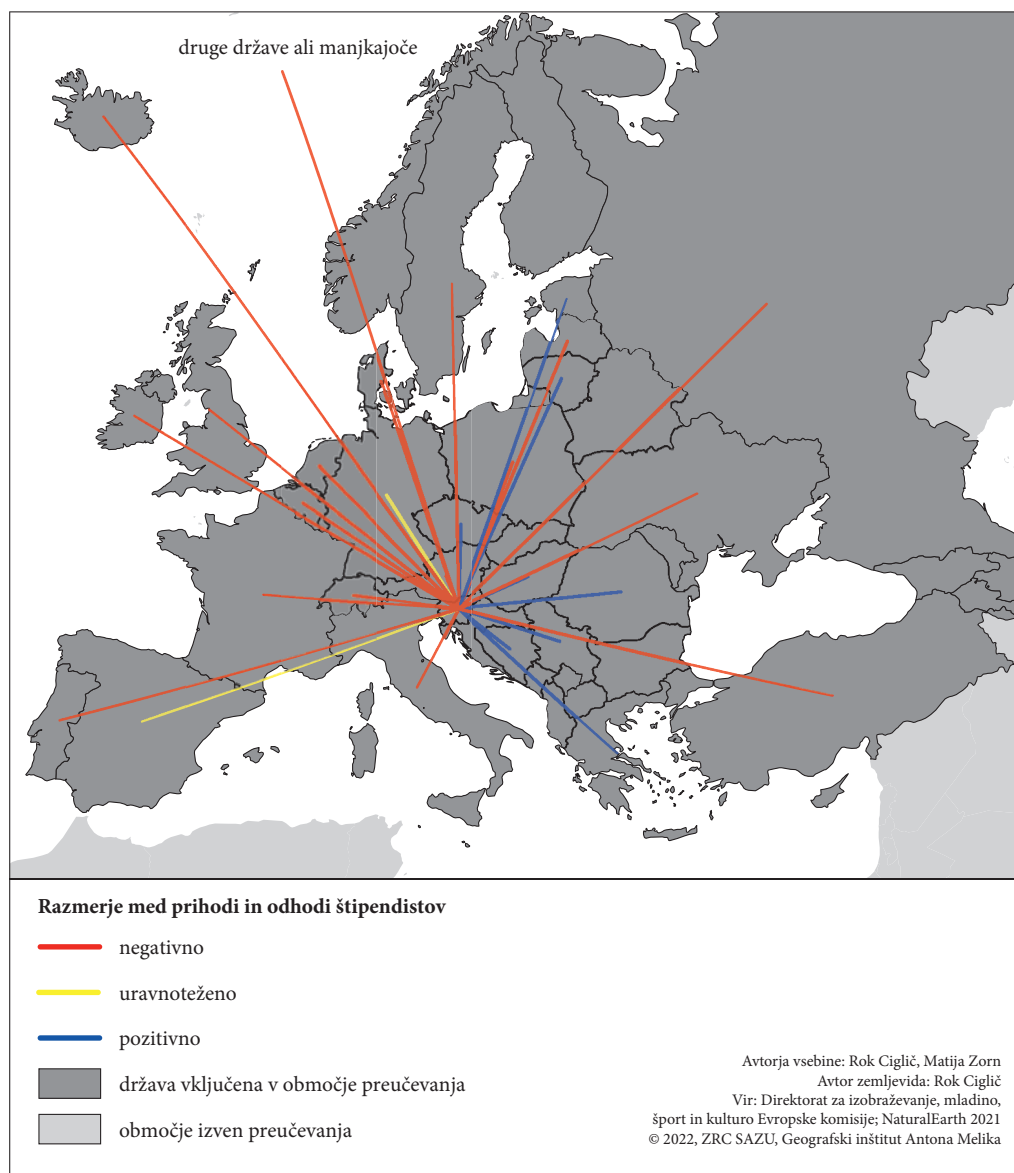 druge države ali manjkajoče
Razmerje med prihodi in odhodi štipendistov
negativno
uravnoteženo
pozitivno
država vključena v območje preučevanja
območje izven preučevanja
Avtorja vsebine: Rok Ciglič, Matija Zorn
Avtor zemljevida: Rok Ciglič
Vir: Direktorat za izobraževanje, mladino,
šport in kulturo Evropske komisije; NaturalEarth 2021
© 2022, ZRC SAZU, Geografski inštitut Antona Melika